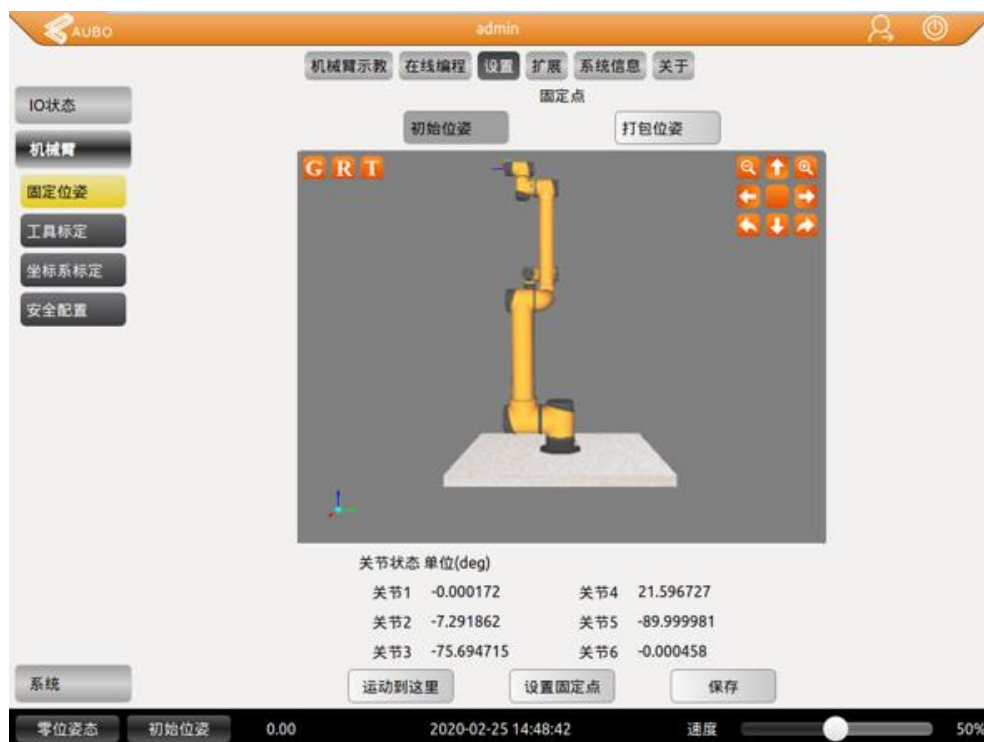 AUBO admin
机械臂示教 在线编程 设置 扩展 系统信息 关于
固定点
IO状态
初始位姿 打包位姿
机械臂
G R T
固定位姿
工具标定
坐标系标定
安全配置
关节状态 单位(deg)
关节1 -0.000172 关节4 21.596727
关节2 -7.291862 关节5 -89.999981
关节3 -75.694715 关节6 -0.000458
系统 运动到这里 设置固定点 保存
零位姿态 初始位姿 0.00 2020-02-25 14:48:42 速度 50%